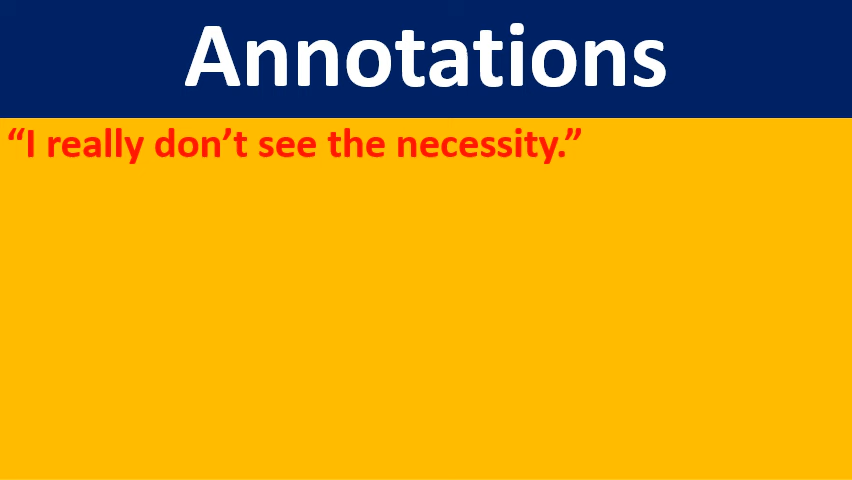 Annotations
“I really don’t see the necessity.”